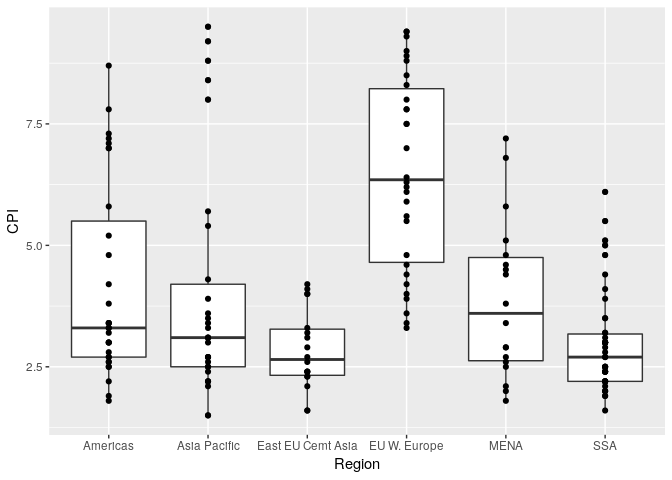 7.5
5.0
2.5
CPI
Americas
Asia Pacific
East EU Cemt Asia
EU W. Europe
MENA
SSA
Region